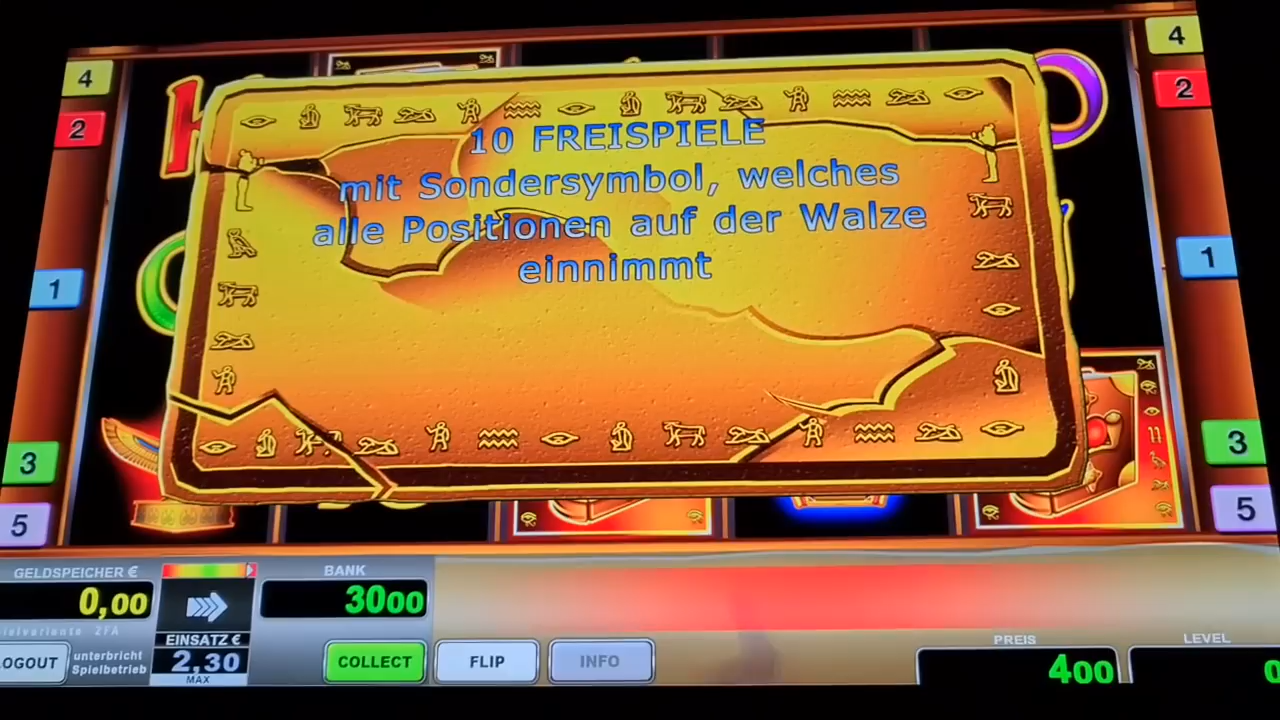 4
4
2
2
10 FREISPIELE
mit Sondersymbol, welches
alle Positionen auf der Walze
einnimmt
1
1
3
3
5
5
GELDSPEICHER €
0,00
BANK
3000
EINSATZ €
2,30
MAX
LOGOUT
unterbricht
Spielbetrieb
COLLECT
FLIP
INFO
PREIS
400
LEVEL
0